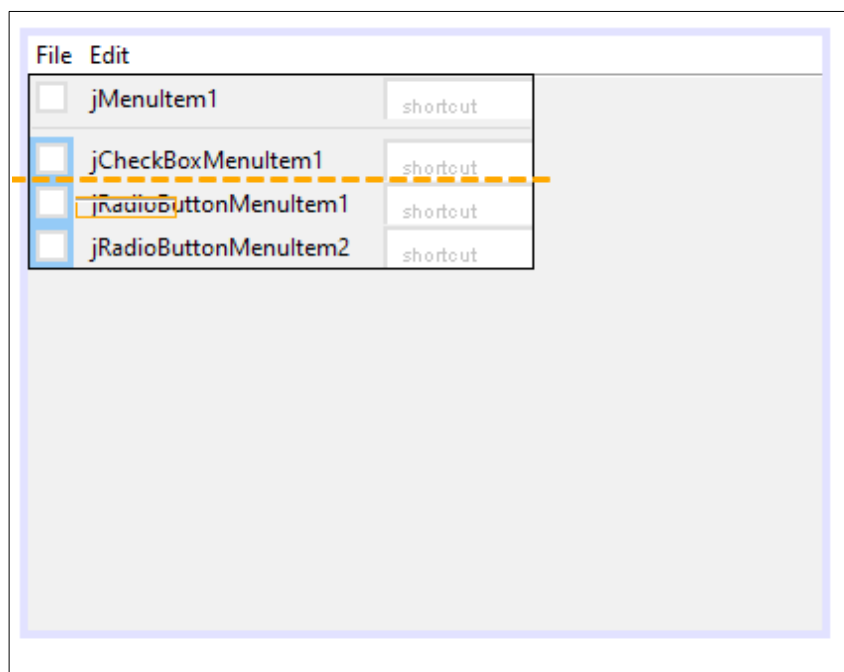 File Edit
jMenuItem1 shortcut
jCheckBoxMenuItem1 shortcut
jRadioButtonMenuItem1 shortcut
jRadioButtonMenuItem2 shortcut